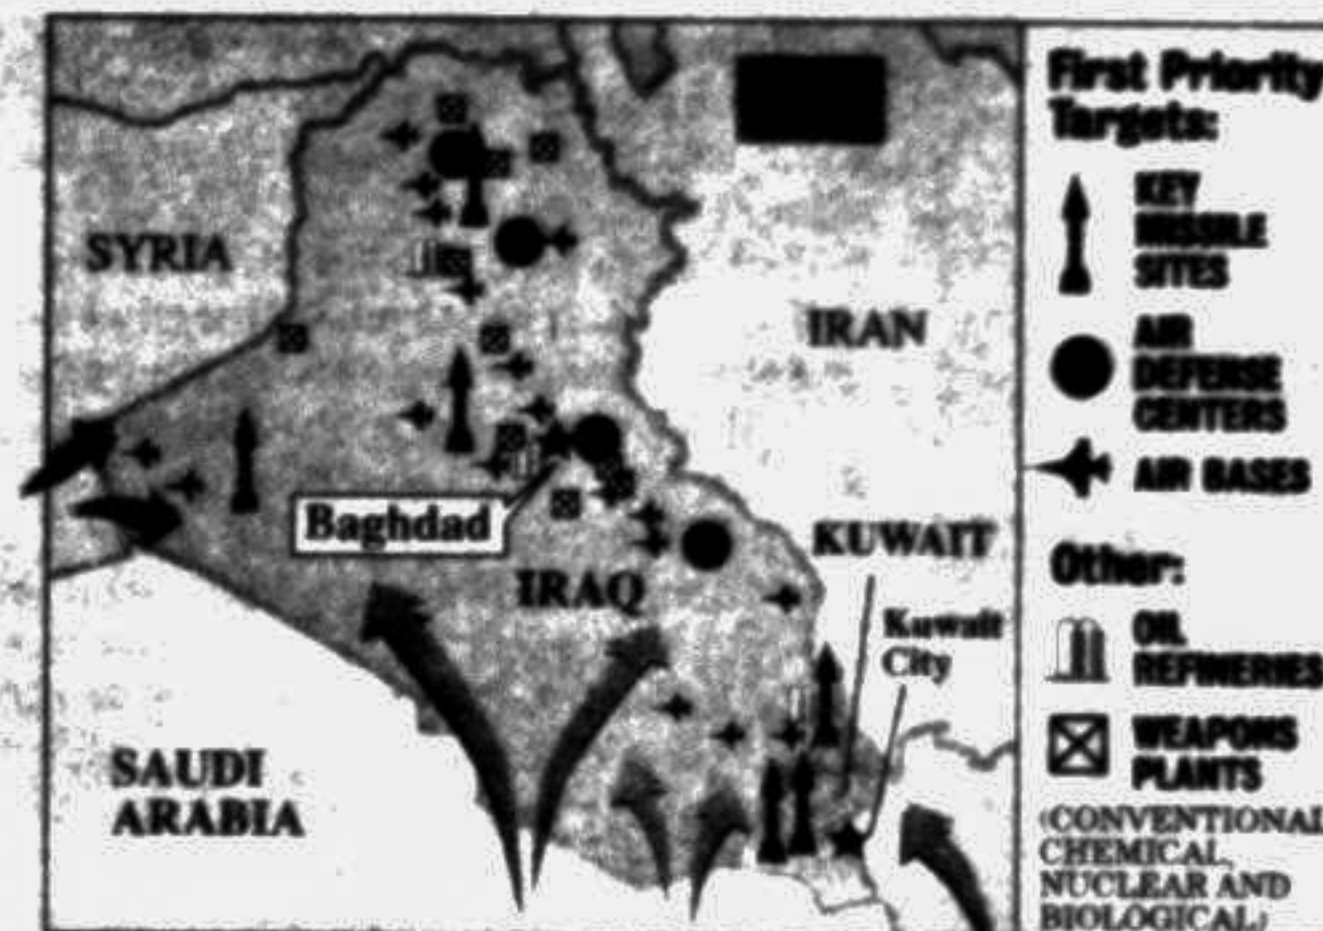 SYRIA
IRAN
Baghdad
IRAQ
KUWAIT
Kuwait
City
SAUDI
ARABIA
First Priority
Targets:
KEY
MISSILE
SITES
AIR
DEFENSE
CENTERS
AIR BASES
Other:
OIL
REFINERIES
WEAPONS
PLANTS
(CONVENTIONAL
CHEMICAL,
NUCLEAR AND
BIOLOGICAL)